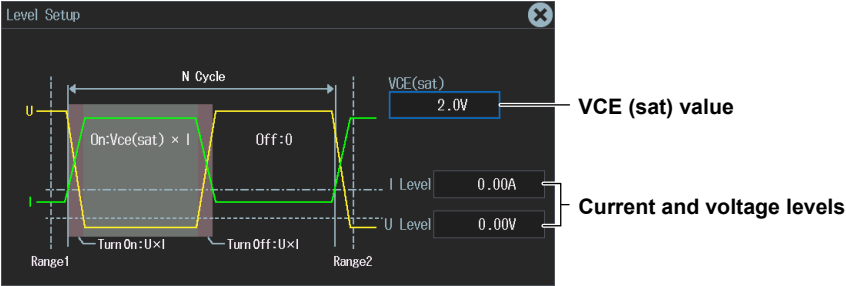 Level Setup
N Cycle
VCE(sat)
2.0V
VCE (sat) value
U
On:Vce(sat) × I
Off:0
I Level
0.00A
I
Current and voltage levels
U Level
0.00V
Turn On:U×I
Turn Off:U×I
Range1
Range2